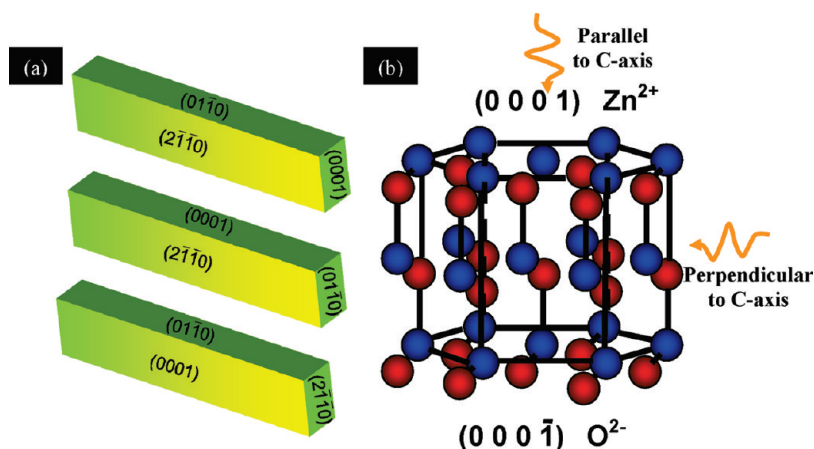 (a)
(011̄0)
(21̄1̄0)
(0001)
(0001)
(21̄1̄0)
(011̄0)
(011̄0)
(0001)
(21̄1̄0)
(b)
Parallel
to C-axis
(0 0 0 1) Zn²⁺
Perpendicular
to C-axis
(0 0 0 1̄) O²⁻